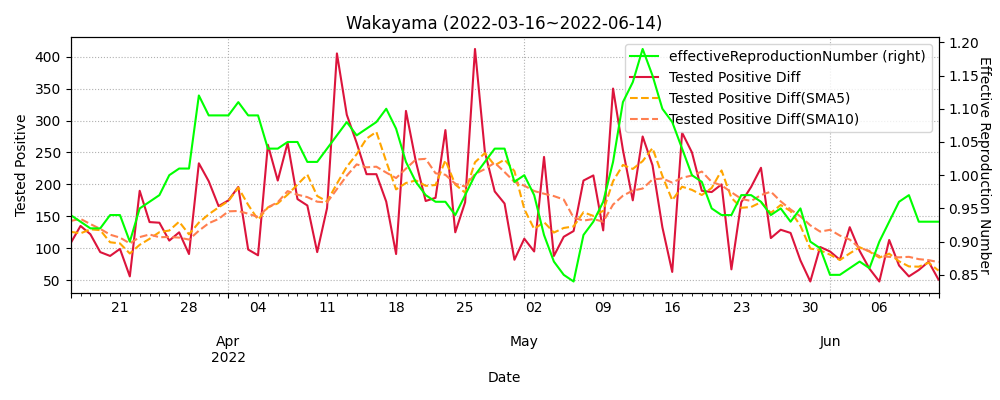 Wakayama (2022-03-16~2022-06-14)
effectiveReproductionNumber (right)
Tested Positive Diff
Tested Positive Diff(SMA5)
Tested Positive Diff(SMA10)
Tested Positive
400
350
300
250
200
150
100
50
1.20
1.15
1.10
1.05
1.00
0.95
0.90
0.85
Effective Reproduction Number
21 28 04 11 18 25 02 09 16 23 30 06
Apr May Jun
2022
Date